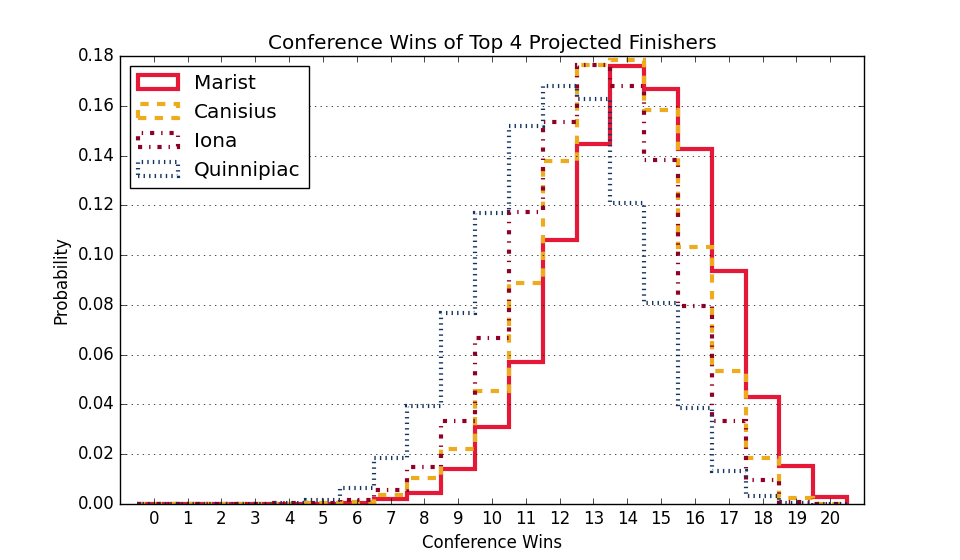 Conference Wins of Top 4 Projected Finishers
Marist
Canisius
Iona
Quinnipiac
Probability
0.18
0.16
0.14
0.12
0.10
0.08
0.06
0.04
0.02
0.00
0 1 2 3 4 5 6 7 8 9 10 11 12 13 14 15 16 17 18 19 20
Conference Wins